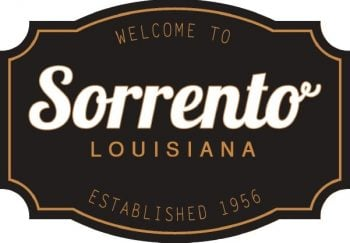 WELCOME TO
Sorrento
LOUISIANA
ESTABLISHED 1956